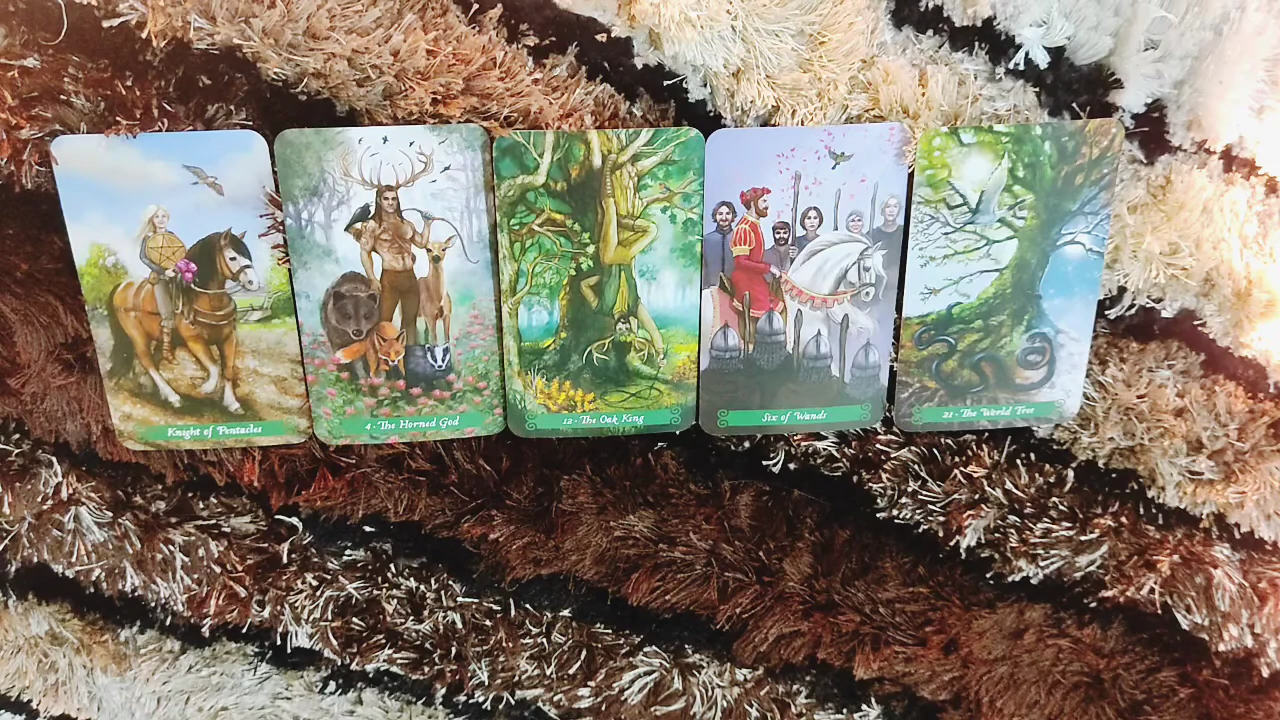 Knight of Pentacles
4 · The Horned God
12 · The Oak King
Six of Wands
21 · The World Tree